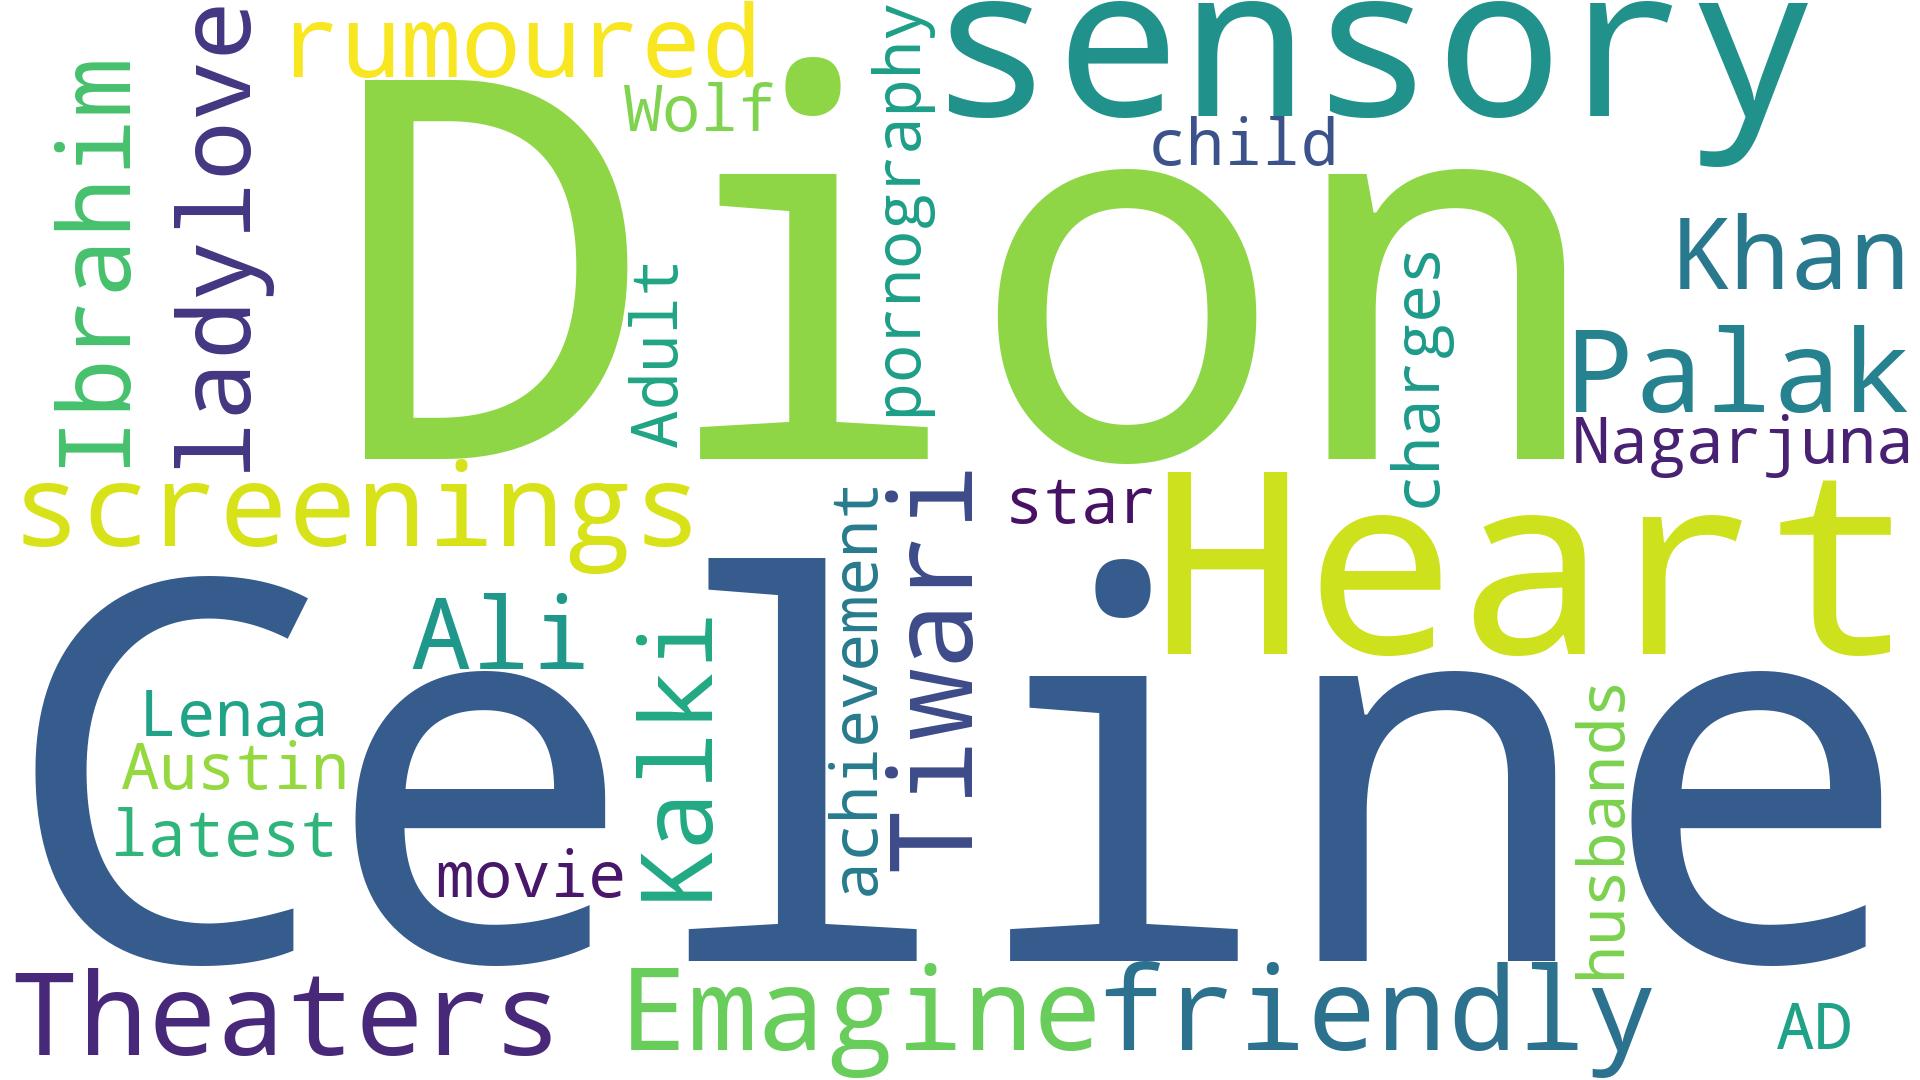 rumoured
sensory
Ibrahim
ladylove
Wolf
pornography
child
Dion
Khan
Adult
charges
Palak
Nagarjuna
screenings
star
Heart
achievement
Tiwari
Celine
Ali
Kalki
Lenaa
Austin
latest
movie
husbands
Theaters
Emagine
friendly
AD